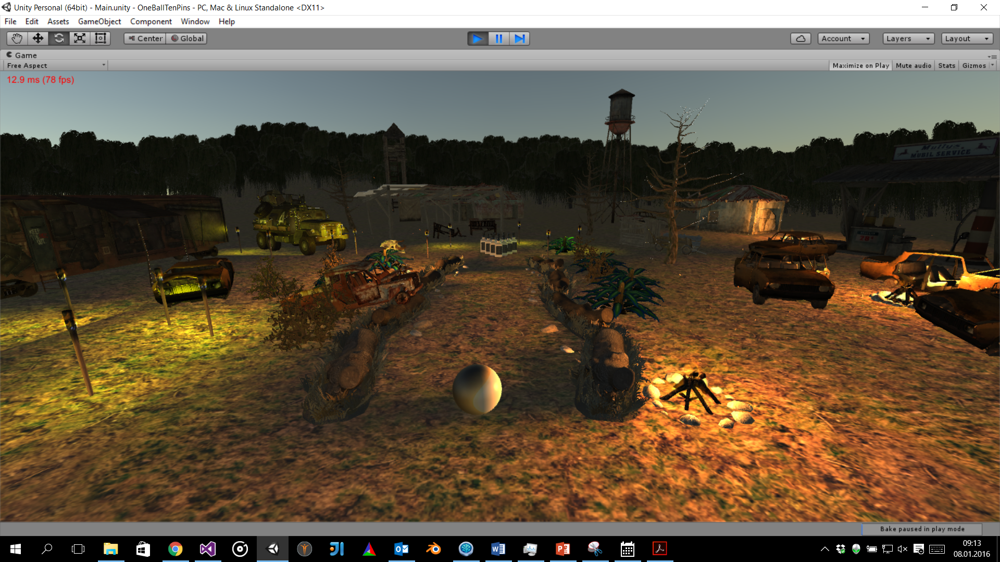 Unity Personal (64bit) - Main.unity - OneBallTenPins - PC, Mac & Linux Standalone <DX11>
File Edit Assets GameObject Component Window Help
Center Global Account Layers Layout
Game
Free Aspect Maximize on Play Mute audio Stats Gizmos
12.9 ms (78 fps)
MOBIL SERVICE
Bake paused in play mode
09:13
08.01.2016